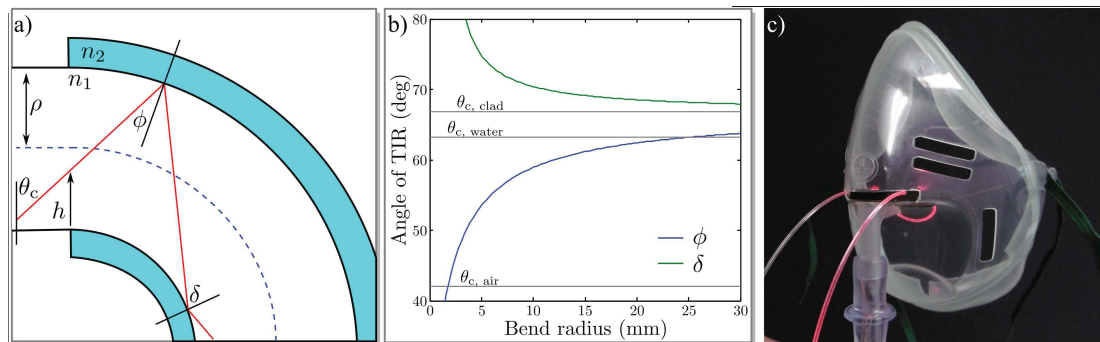 a)
n₂
n₁
ρ
ϕ
θc
h
δ
b)
80
70
60
50
40
Angle of TIR (deg)
θc, clad
θc, water
ϕ
δ
θc, air
0 5 10 15 20 25 30
Bend radius (mm)
c)